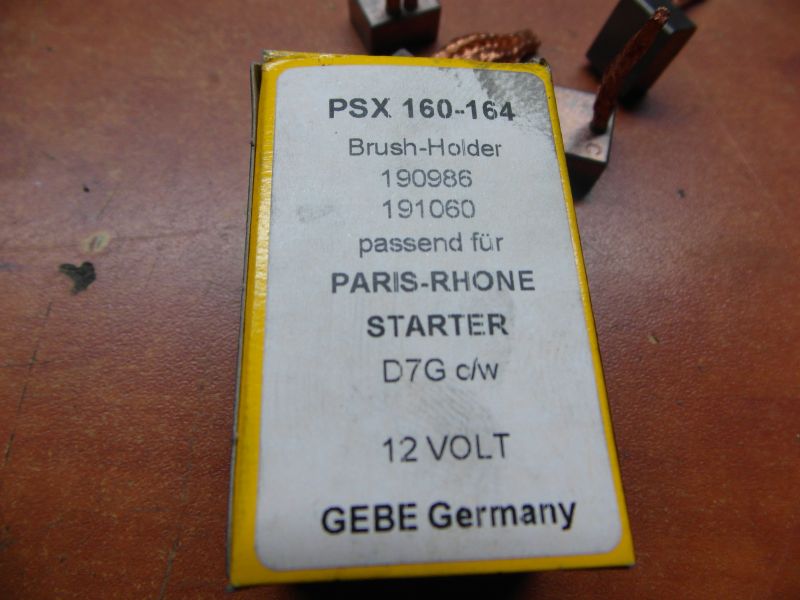 PSX 160-164
Brush-Holder
190986
191060
passend für
PARIS-RHONE
STARTER
D7G c/w
12 VOLT
GEBE Germany
C